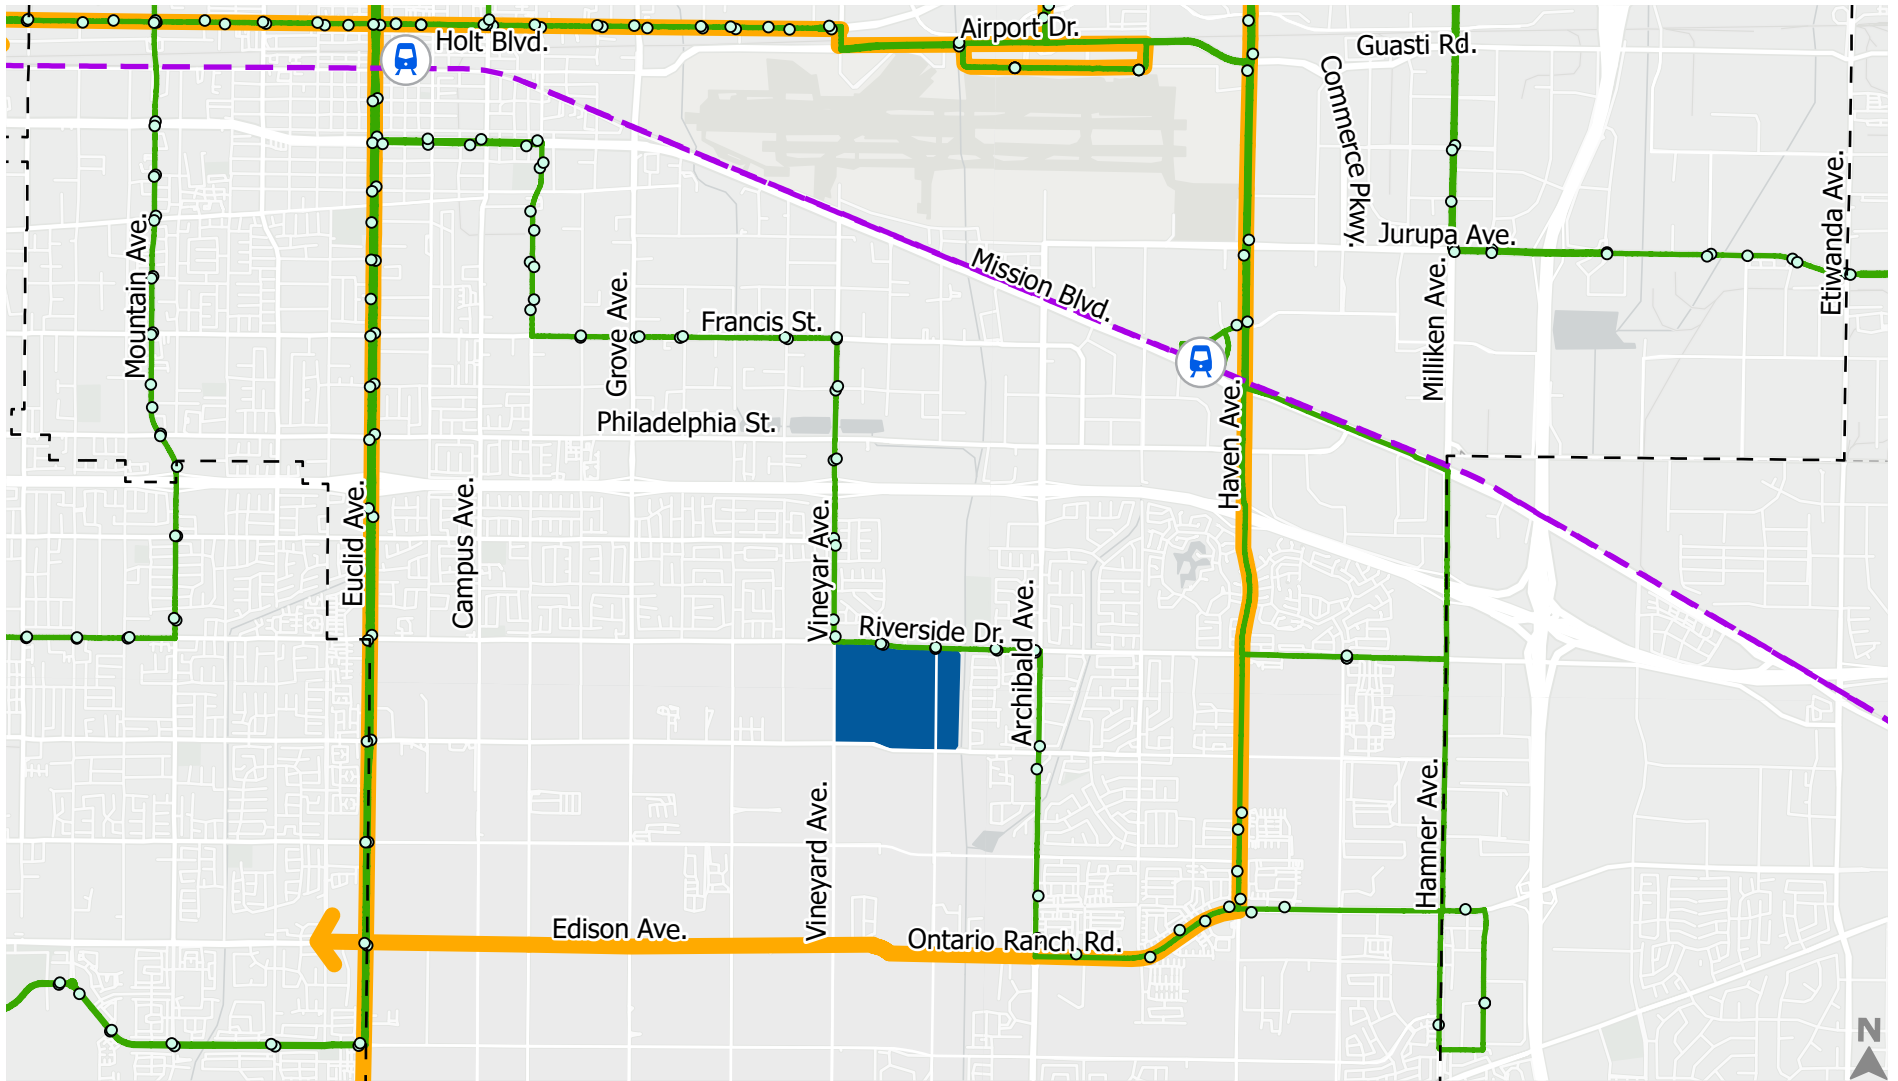 Airport Dr.
Holt Blvd.
Guasti Rd.
Commerce Pkwy.
Etiwanda Ave.
Mountain Ave.
Jurupa Ave.
Mission Blvd.
Grove Ave.
Francis St.
Milliken Ave.
Philadelphia St.
Haven Ave.
Euclid Ave.
Campus Ave.
Vineyar Ave.
Riverside Dr.
Archibald Ave.
Vineyard Ave.
Hamner Ave.
Edison Ave.
Ontario Ranch Rd.
N